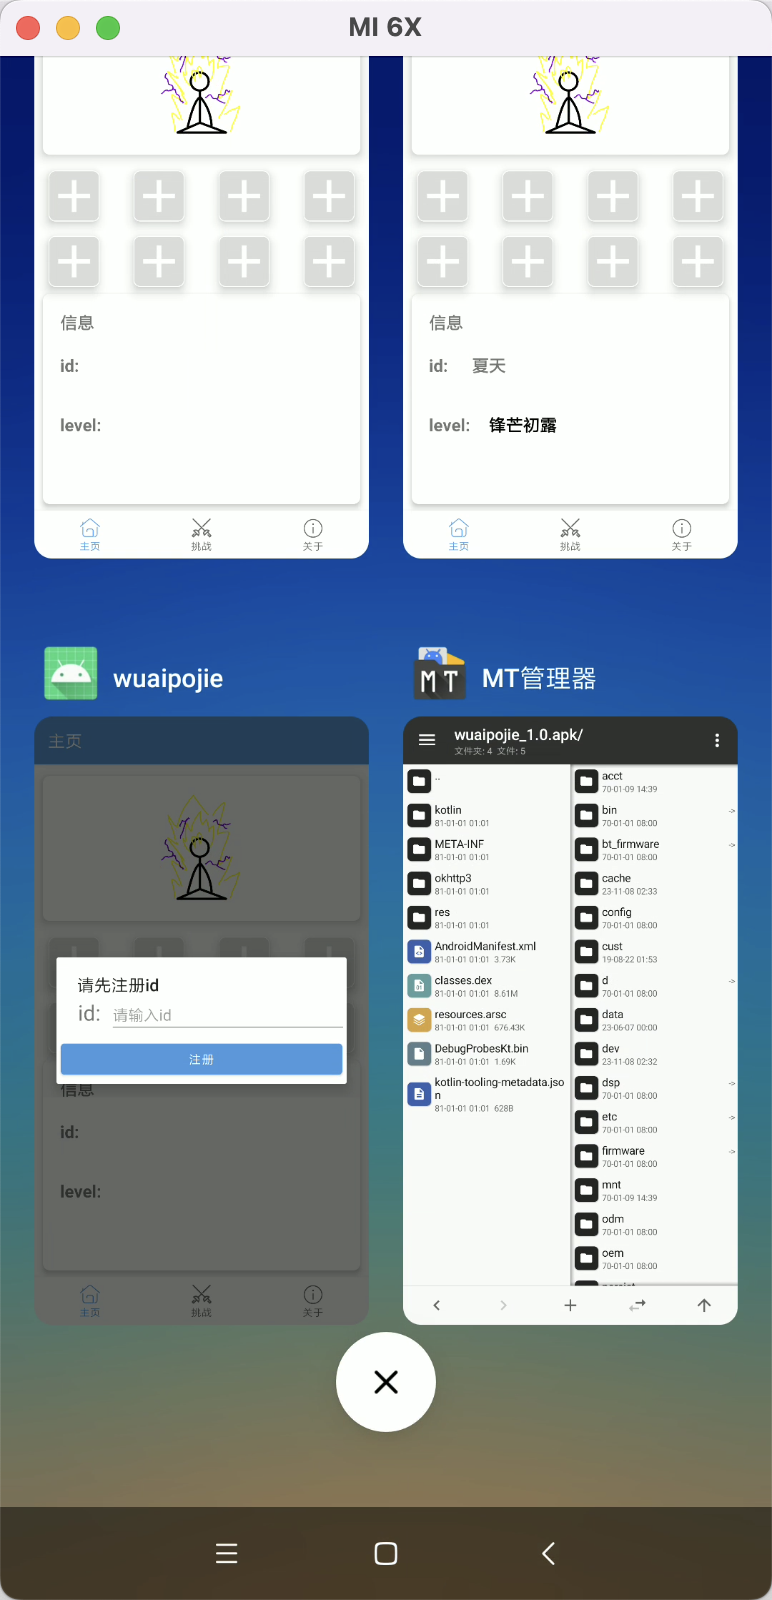 MI 6X
信息
id:
level:
主页
挑战
关于
信息
id: 夏天
level: 锋芒初露
主页
挑战
关于
wuaipojie
主页
请先注册id
id: 请输入id
注册
信息
id:
level:
主页
挑战
关于
MT
MT管理器
wuaipojie_1.0.apk/
文件夹: 4 文件: 5
..
kotlin
81-01-01 01:01
META-INF
81-01-01 01:01
okhttp3
81-01-01 01:01
res
81-01-01 01:01
AndroidManifest.xml
81-01-01 01:01 3.73K
classes.dex
81-01-01 01:01 8.61M
resources.arsc
81-01-01 01:01 676.43K
DebugProbesKt.bin
81-01-01 01:01 1.69K
kotlin-tooling-metadata.jso
n
81-01-01 01:01 628B
acct
70-01-09 14:39
bin
70-01-01 08:00
->
bt_firmware
70-01-01 08:00
->
cache
23-11-08 02:33
config
70-01-01 08:00
cust
19-08-22 01:53
d
70-01-01 08:00
->
data
23-06-07 00:00
dev
23-11-08 02:32
dsp
70-01-01 08:00
->
etc
70-01-01 08:00
->
firmware
70-01-01 08:00
->
mnt
70-01-09 14:39
odm
70-01-01 08:00
oem
70-01-01 08:00